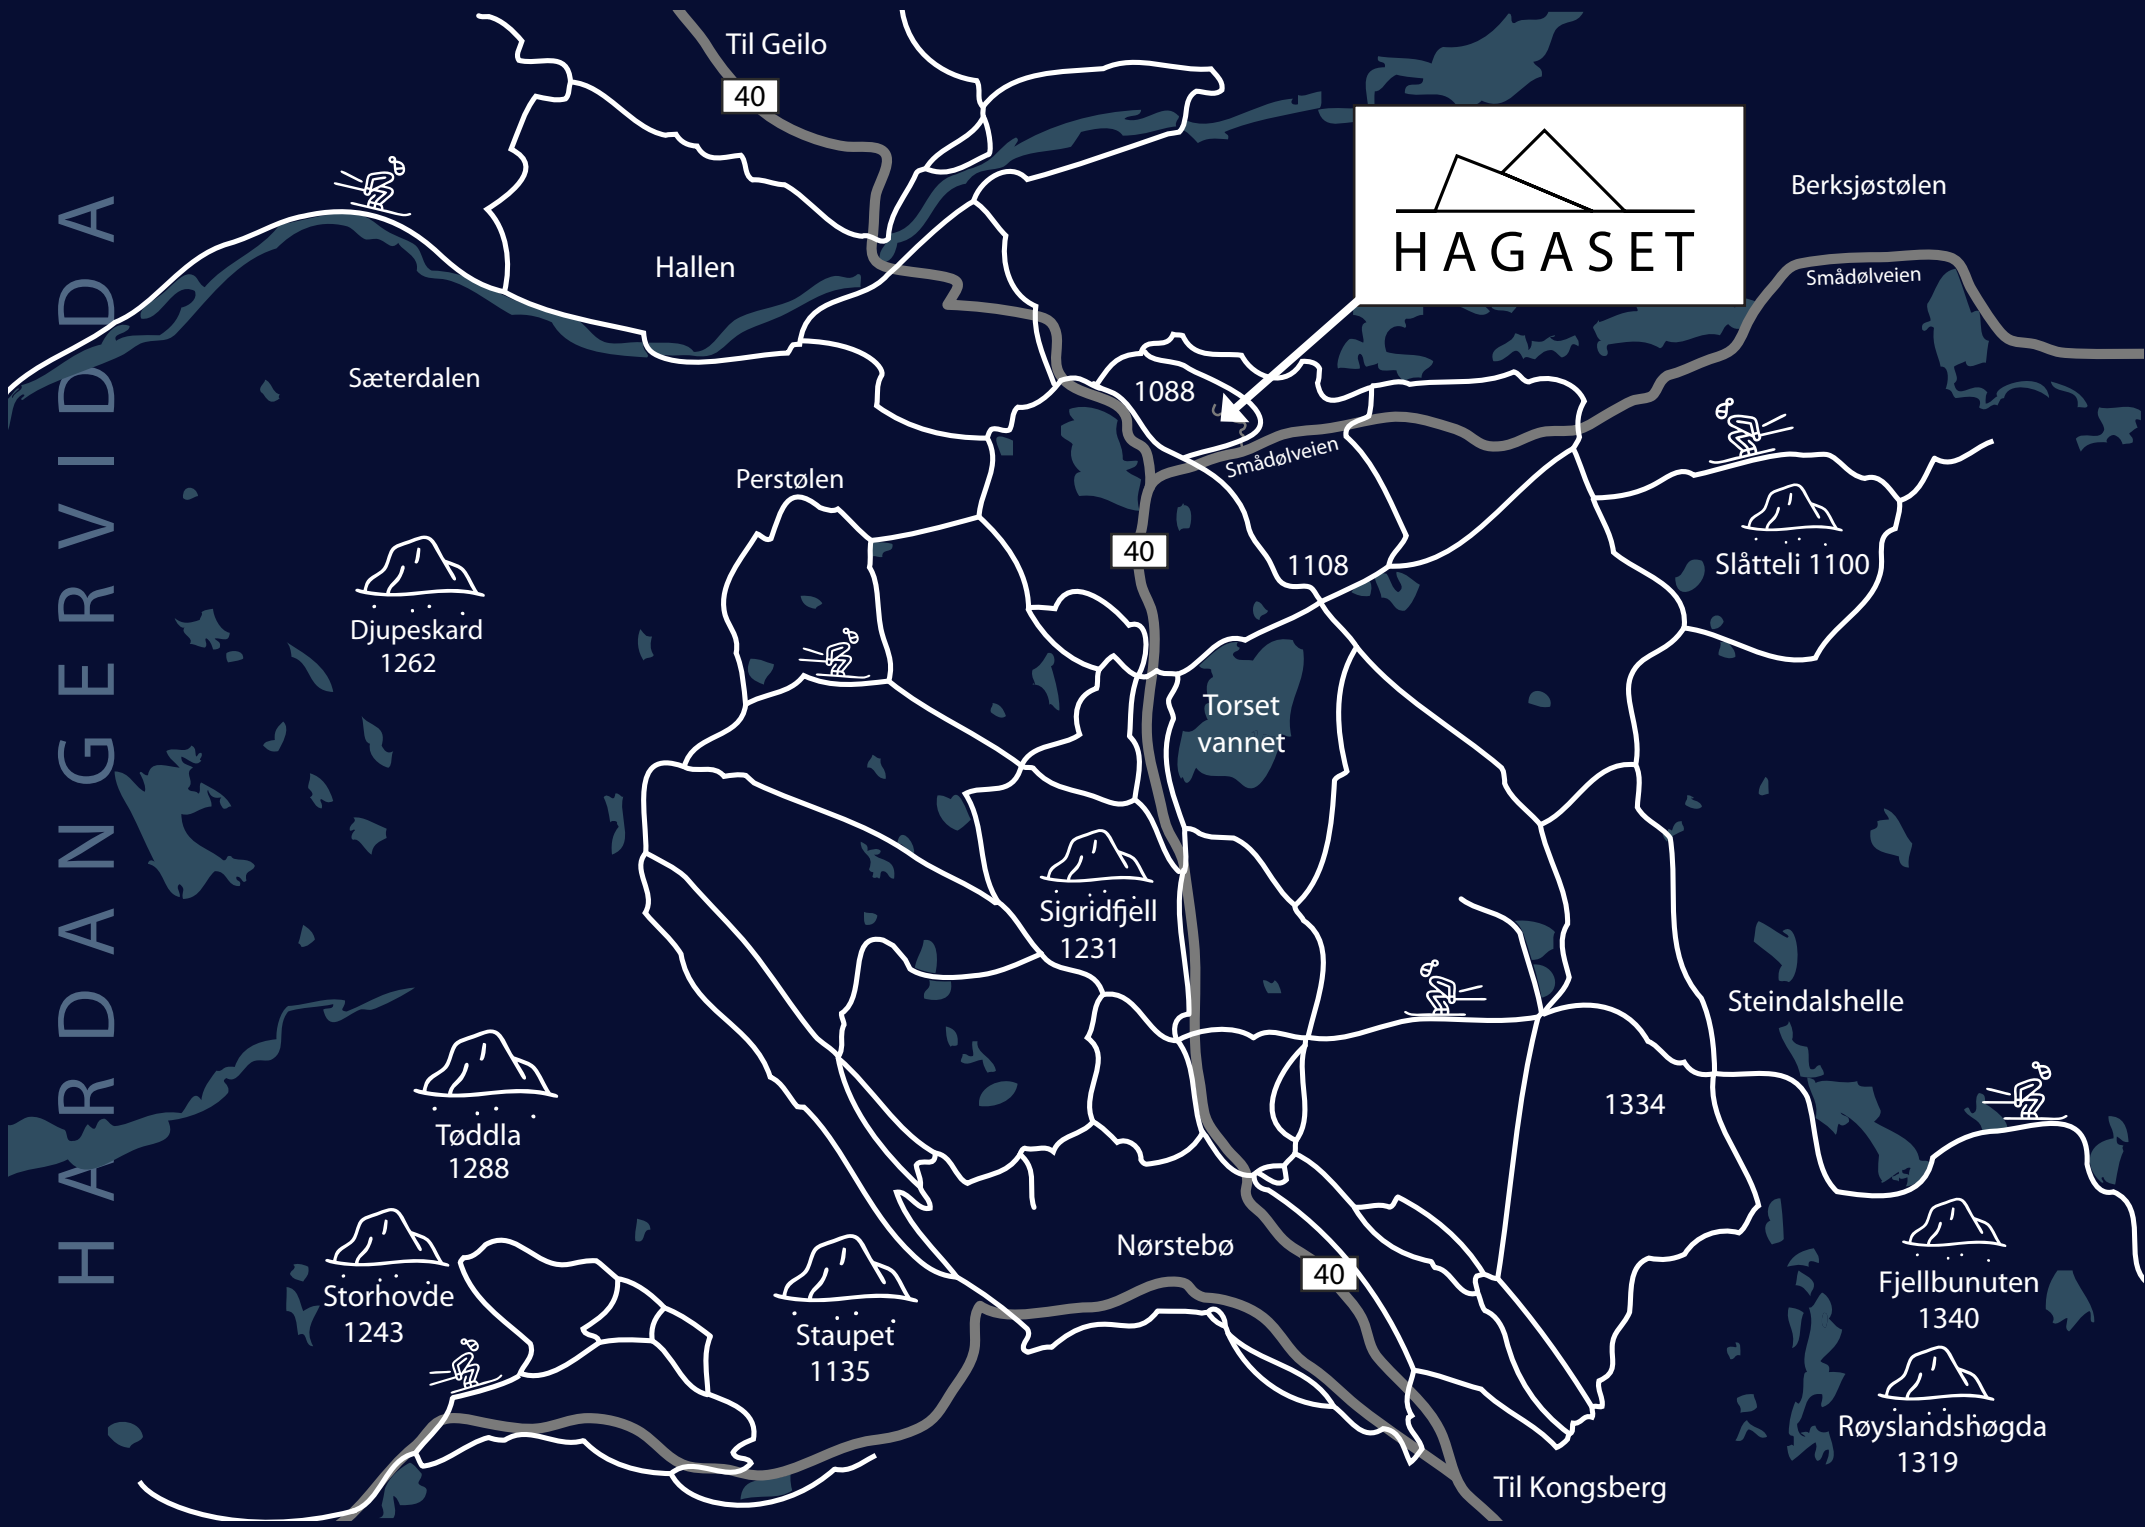 Til Geilo
40
HAGASET
Berksjøstølen
Smådølveien
Hallen
HARDANGERVIDDA
Sæterdalen
1088
Smådølveien
Perstølen
40
1108
Slåtteli 1100
Djupeskard
1262
Torset
vannet
Sigridfjell
1231
Steindalshelle
1334
Tøddla
1288
Nørstebø
40
Storhovde
1243
Staupet
1135
Fjellbunuten
1340
Røyslandshøgda
1319
Til Kongsberg